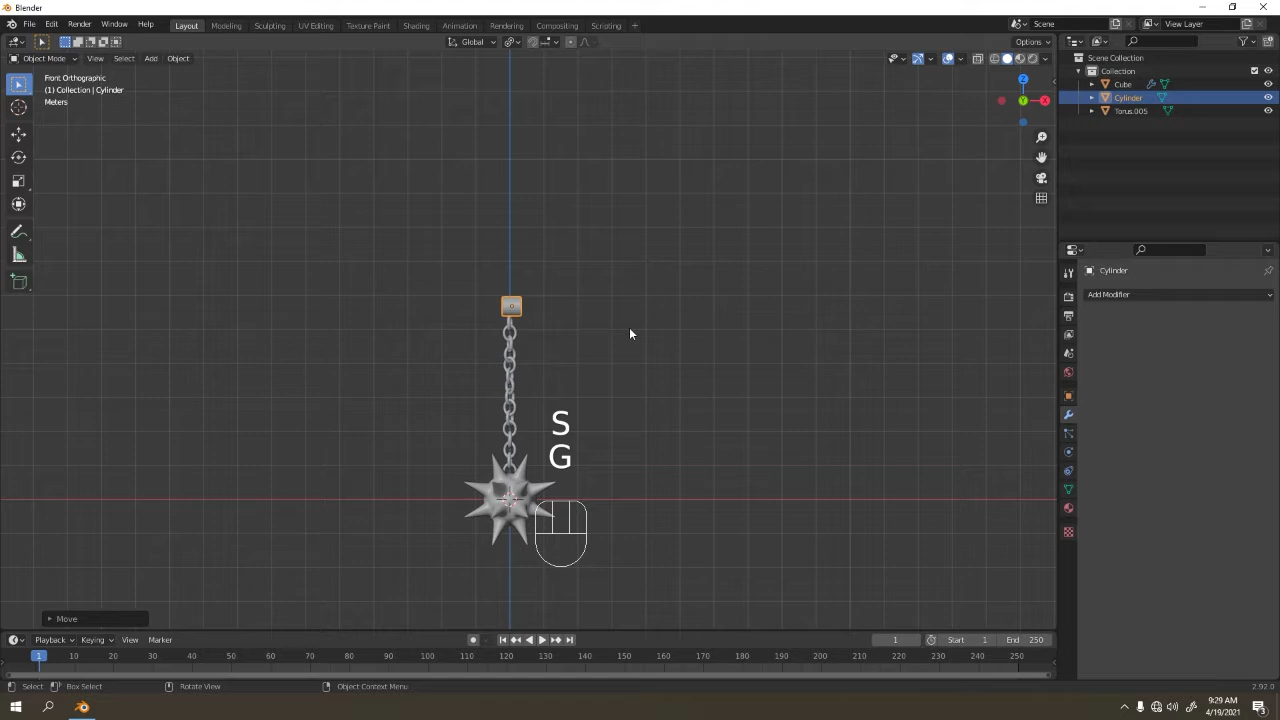 Blender
File Edit Render Window Help
Layout Modeling Sculpting UV Editing Texture Paint Shading Animation Rendering Compositing Scripting +
Scene
View Layer
Global
Options
Object Mode View Select Add Object
Front Orthographic
(1) Collection | Cylinder
Meters
Z
Y
X
Scene Collection
Collection
Cube
Cylinder
Torus.005
Cylinder
Add Modifier
S
G
Move
Playback Keying View Marker
1 Start 1 End 250
1 10 20 30 40 50 60 70 80 90 100 110 120 130 140 150 160 170 180 190 200 210 220 230 240 250
Select Box Select Rotate View Object Context Menu 2.92.0
9:29 AM
4/19/2021
3